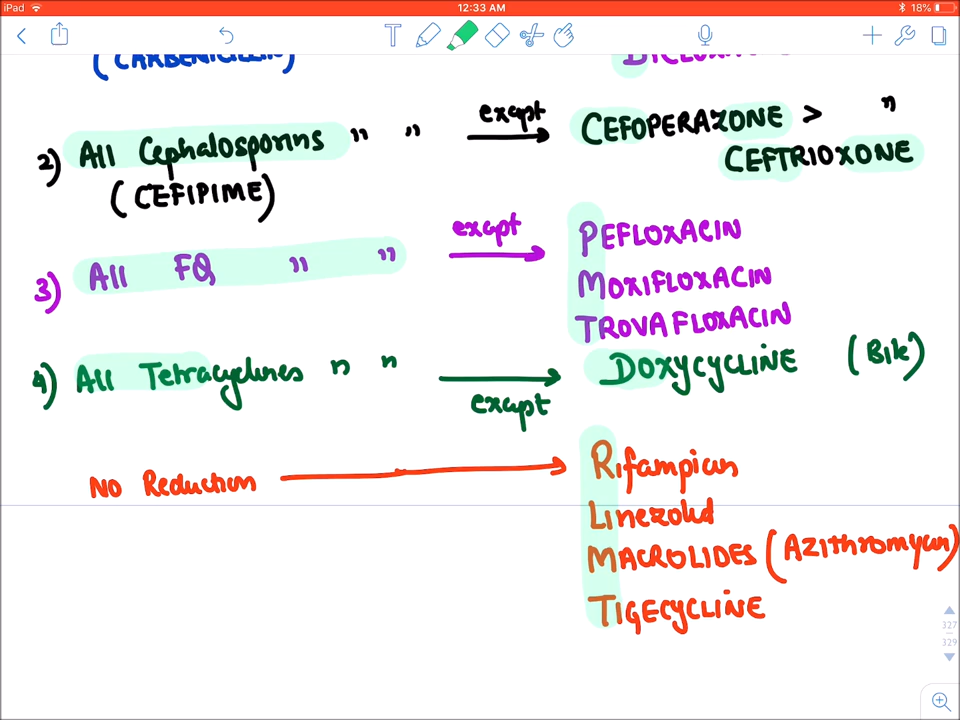 iPad 12:33 AM 18%
T
(CARBENICILLIN) DICLOXA
2) All Cephalosporins " " except CEFOPERAZONE > "
(CEFIPIME) CEFTRIOXONE
3) All FQ " " except PEFLOXACIN
MOXIFLOXACIN
TROVAFLOXACIN
4) All Tetracyclines " " except DOXYCYCLINE (Bile)
No Reduction Rifampicin
Linezolid
MACROLIDES (Azithromycin)
TIGECYCLINE
327
329